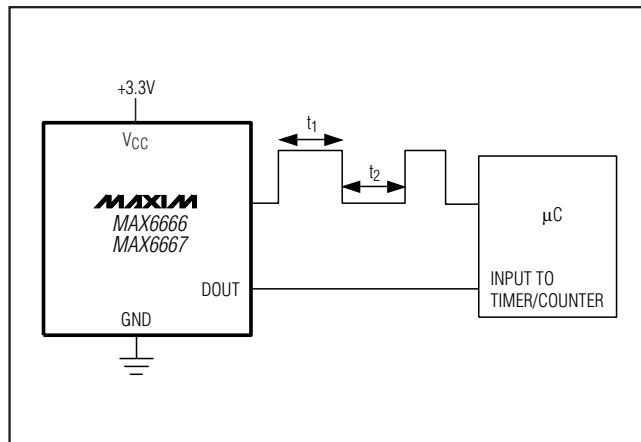 +3.3V
VCC
MAXIM
MAX6666
MAX6667
DOUT
GND
t1
t2
μC
INPUT TO
TIMER/COUNTER